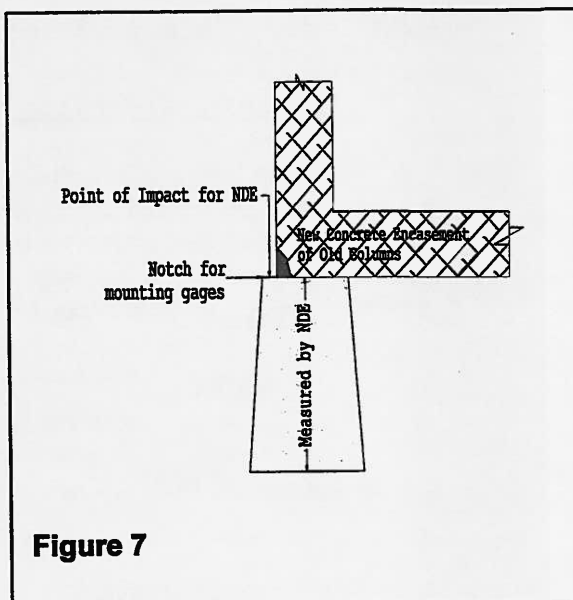 Point of Impact for NDE
New Concrete Encasement
of Old Columns
Notch for
mounting gages
Measured by NDE
Figure 7